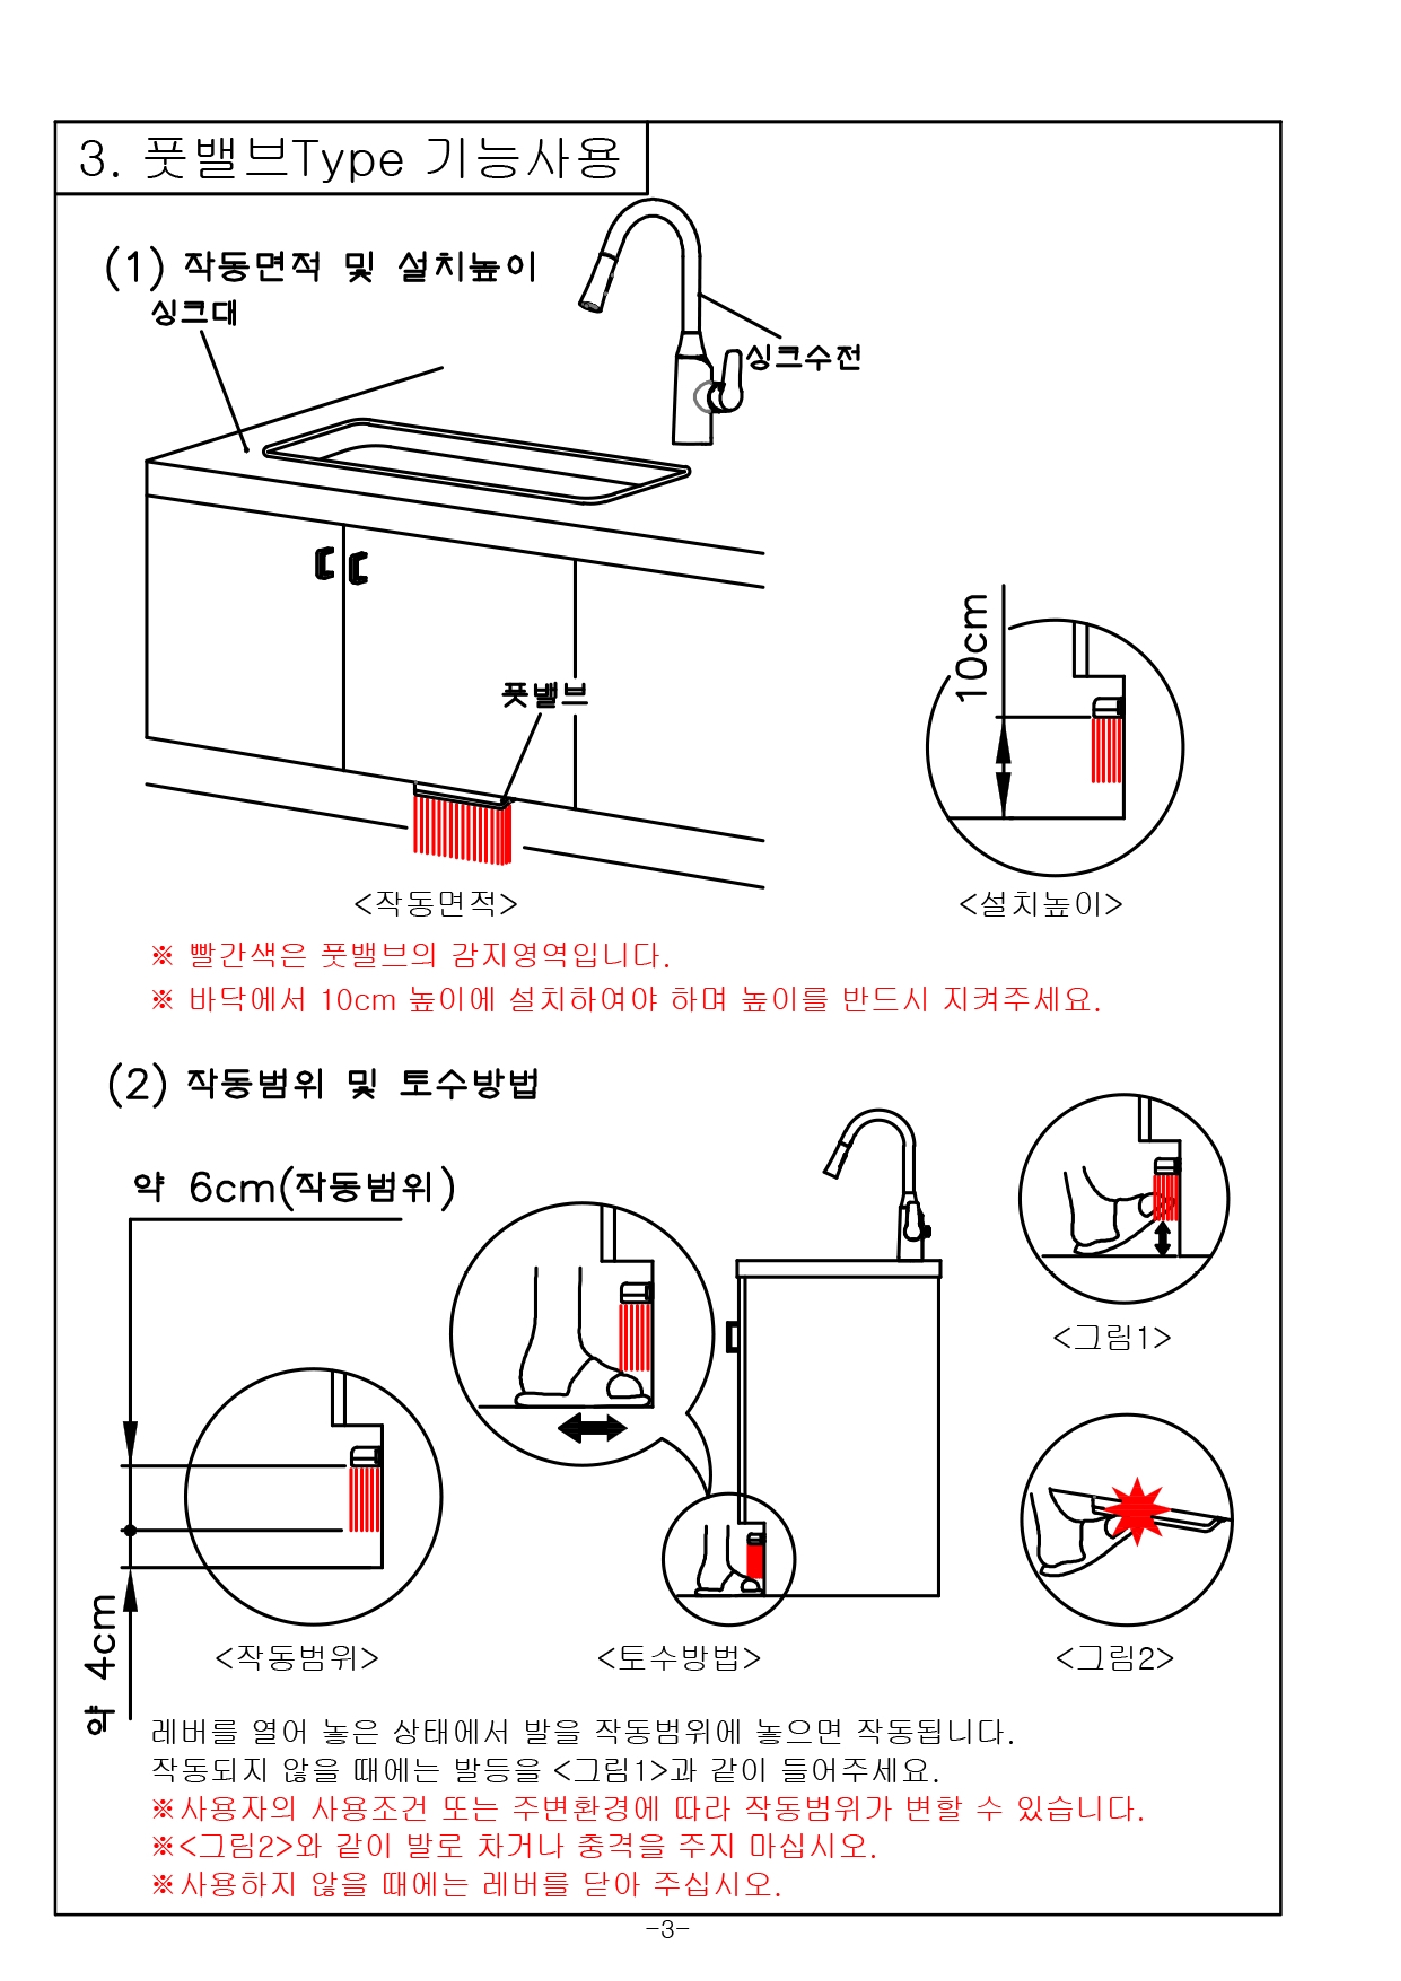 3. 풋밸브Type 기능사용
(1) 작동면적 및 설치높이
싱크대
싱크수전
10cm
풋밸브
<작동면적>
<설치높이>
※ 빨간색은 풋밸브의 감지영역입니다.
※ 바닥에서 10cm 높이에 설치하여야 하며 높이를 반드시 지켜주세요.
(2) 작동범위 및 토수방법
약 6cm(작동범위)
<그림1>
약 4cm
<작동범위>
<토수방법>
<그림2>
레버를 열어 놓은 상태에서 발을 작동범위에 놓으면 작동됩니다.
작동되지 않을 때에는 발등을 <그림1>과 같이 들어주세요.
※사용자의 사용조건 또는 주변환경에 따라 작동범위가 변할 수 있습니다.
※<그림2>와 같이 발로 차거나 충격을 주지 마십시오.
※사용하지 않을 때에는 레버를 닫아 주십시오.
-3-